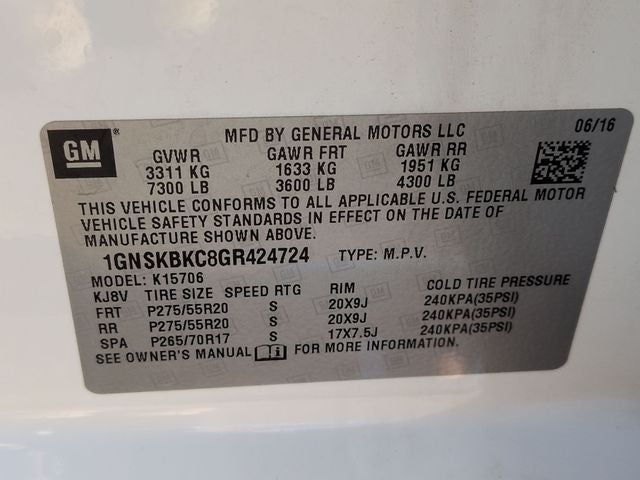 GM®
MFD BY GENERAL MOTORS LLC 06/16
GVWR GAWR FRT GAWR RR
3311 KG 1633 KG 1951 KG
7300 LB 3600 LB 4300 LB
THIS VEHICLE CONFORMS TO ALL APPLICABLE U.S. FEDERAL MOTOR
VEHICLE SAFETY STANDARDS IN EFFECT ON THE DATE OF
MANUFACTURE SHOWN ABOVE.
1GNSKBKC8GR424724 TYPE: M.P.V.
MODEL: K15706
KJ8V TIRE SIZE SPEED RTG RIM COLD TIRE PRESSURE
FRT P275/55R20 S 20X9J 240KPA(35PSI)
RR P275/55R20 S 20X9J 240KPA(35PSI)
SPA P265/70R17 S 17X7.5J 240KPA(35PSI)
SEE OWNER'S MANUAL FOR MORE INFORMATION.